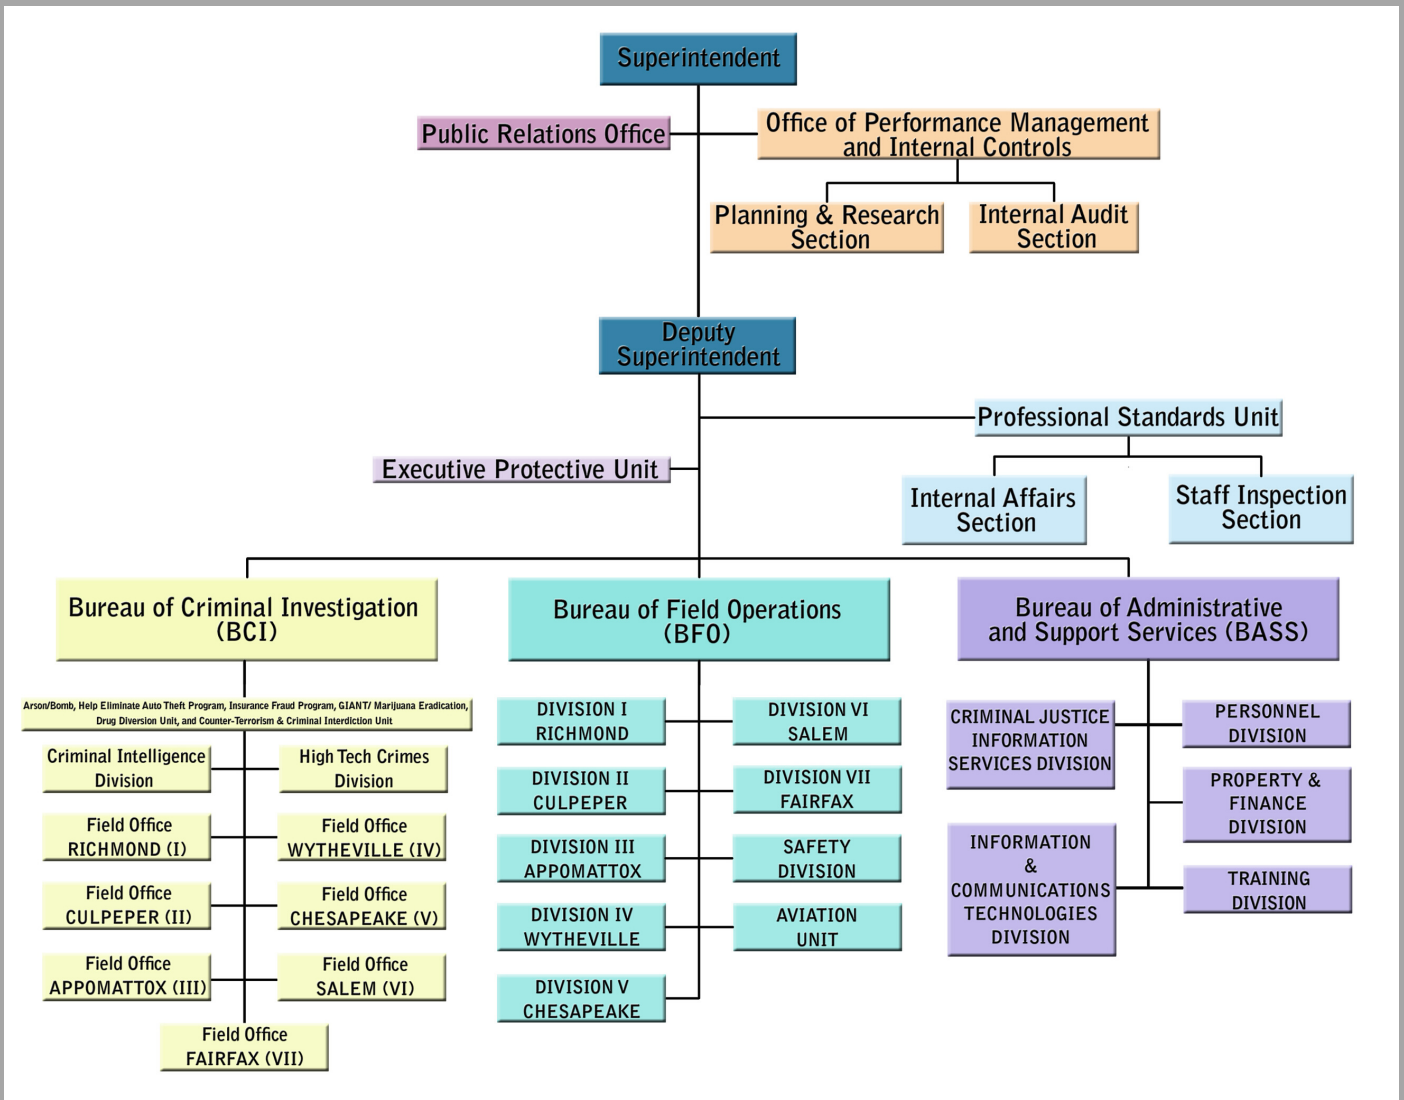 Superintendent
Public Relations Office
Office of Performance Management
and Internal Controls
Planning & Research
Section
Internal Audit
Section
Deputy
Superintendent
Professional Standards Unit
Executive Protective Unit
Internal Affairs
Section
Staff Inspection
Section
Bureau of Criminal Investigation
(BCI)
Bureau of Field Operations
(BFO)
Bureau of Administrative
and Support Services (BASS)
Arson/Bomb, Help Eliminate Auto Theft Program, Insurance Fraud Program, GIANT/ Marijuana Eradication,
Drug Diversion Unit, and Counter-Terrorism & Criminal Interdiction Unit
Criminal Intelligence
Division
High Tech Crimes
Division
Field Office
RICHMOND (I)
Field Office
WYTHEVILLE (IV)
Field Office
CULPEPER (II)
Field Office
CHESAPEAKE (V)
Field Office
APPOMATTOX (III)
Field Office
SALEM (VI)
Field Office
FAIRFAX (VII)
DIVISION I
RICHMOND
DIVISION VI
SALEM
DIVISION II
CULPEPER
DIVISION VII
FAIRFAX
DIVISION III
APPOMATTOX
SAFETY
DIVISION
DIVISION IV
WYTHEVILLE
AVIATION
UNIT
DIVISION V
CHESAPEAKE
CRIMINAL JUSTICE
INFORMATION
SERVICES DIVISION
PERSONNEL
DIVISION
PROPERTY &
FINANCE
DIVISION
INFORMATION
&
COMMUNICATIONS
TECHNOLOGIES
DIVISION
TRAINING
DIVISION